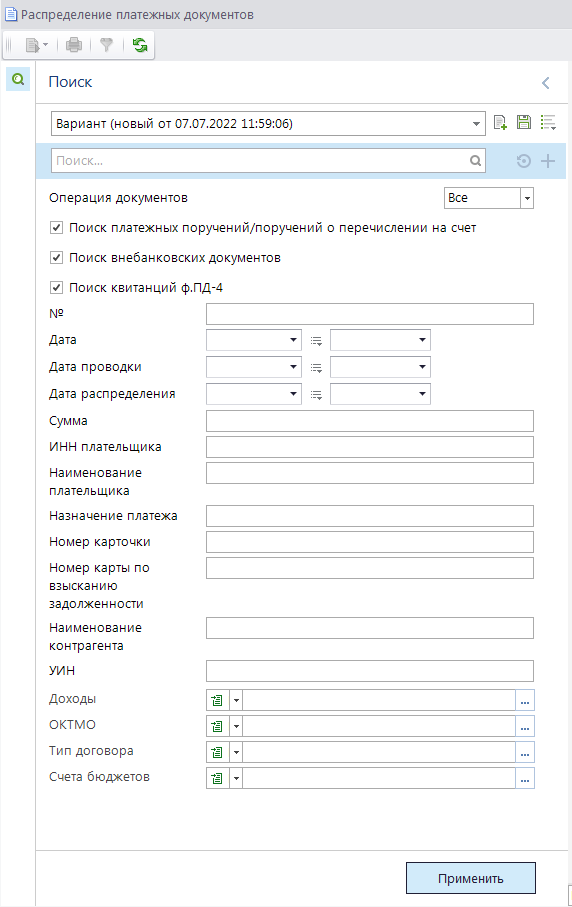 Распределение платежных документов
Поиск
Вариант (новый от 07.07.2022 11:59:06)
Поиск...
Операция документов
Все
Поиск платежных поручений/поручений о перечислении на счет
Поиск внебанковских документов
Поиск квитанций ф.ПД-4
№
Дата
Дата проводки
Дата распределения
Сумма
ИНН плательщика
Наименование
плательщика
Назначение платежа
Номер карточки
Номер карты по
взысканию
задолженности
Наименование
контрагента
УИН
Доходы
...
ОКТМО
...
Тип договора
...
Счета бюджетов
...
Применить